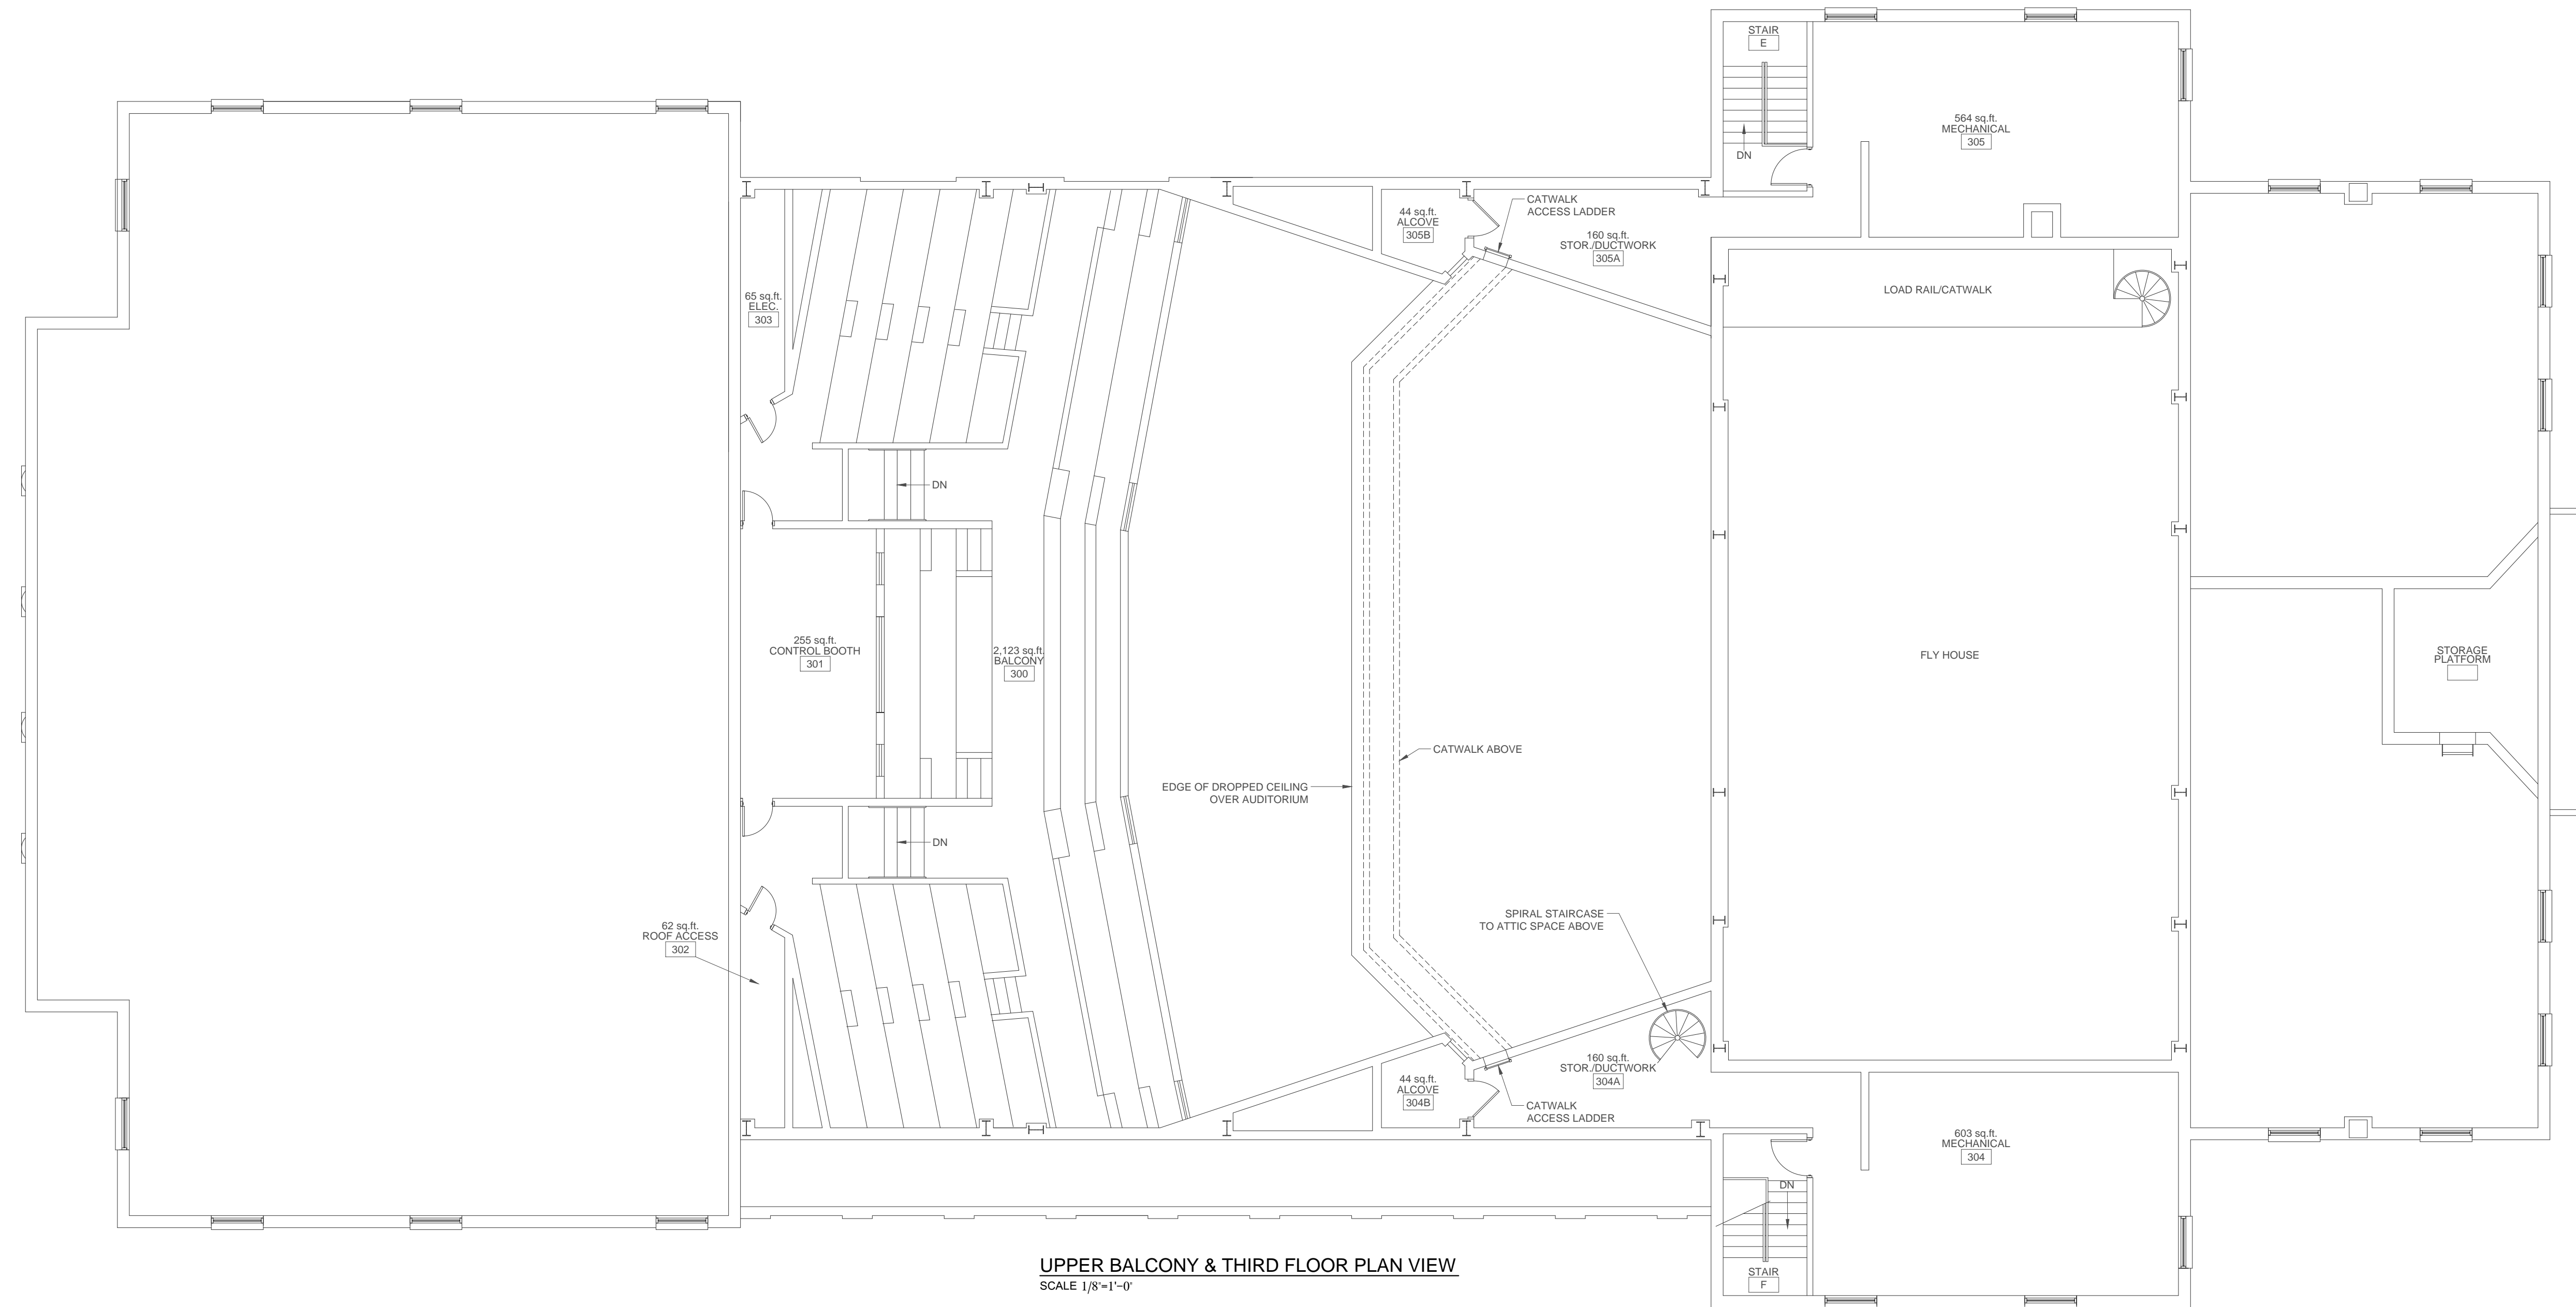 STAIR
E
DN
564 sq.ft.
MECHANICAL
305
44 sq.ft.
ALCOVE
305B
CATWALK
ACCESS LADDER
160 sq.ft.
STOR./DUCTWORK
305A
65 sq.ft.
ELEC.
303
LOAD RAIL/CATWALK
DN
255 sq.ft.
CONTROL BOOTH
301
2,123 sq.ft.
BALCONY
300
FLY HOUSE
STORAGE
PLATFORM
CATWALK ABOVE
EDGE OF DROPPED CEILING
OVER AUDITORIUM
DN
62 sq.ft.
ROOF ACCESS
302
SPIRAL STAIRCASE
TO ATTIC SPACE ABOVE
160 sq.ft.
STOR./DUCTWORK
304A
44 sq.ft.
ALCOVE
304B
CATWALK
ACCESS LADDER
603 sq.ft.
MECHANICAL
304
DN
STAIR
F
UPPER BALCONY & THIRD FLOOR PLAN VIEW
SCALE 1/8"=1'-0"